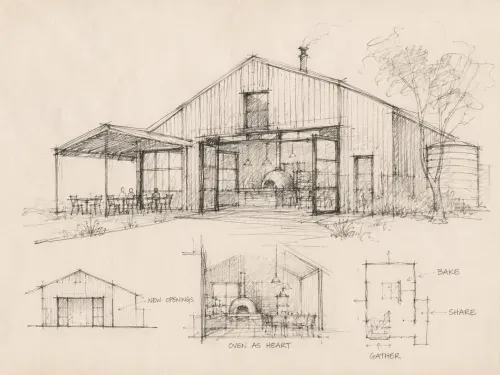 NEW OPENINGS
OVEN AS HEART
BAKE
SHARE
GATHER